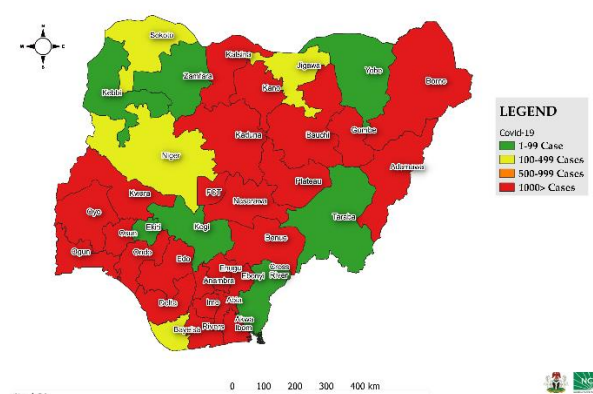 N
W E
S
Sokoto
Katsina
Jigawa
Yobe
Borno
Zamfara
Kebbi
Kano
Kaduna
Bauchi
Gombe
Adamawa
Niger
Plateau
Kwara
FCT
Nasarawa
Taraba
Oyo
Osun
Ekiti
Kogi
Benue
Ogun
Ondo
Edo
Enugu
Ebonyi
Cross
River
Anambra
Delta
Imo
Abia
Bayelsa
Rivers
Akwa
Ibom
LEGEND
Covid-19
1-99 Case
100-499 Cases
500-999 Cases
1000> Cases
0 100 200 300 400 km
NC